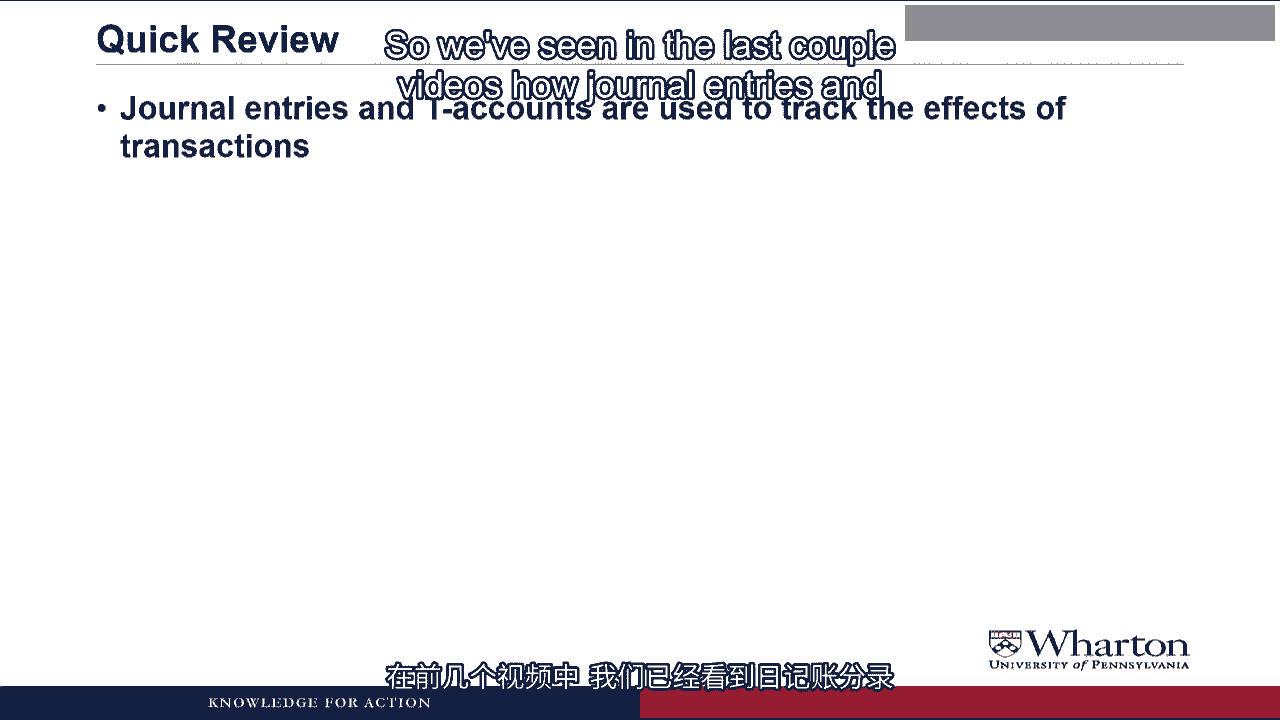 Quick Review
So we've seen in the last couple
videos how journal entries and
• Journal entries and T-accounts are used to track the effects of
transactions
Wharton
UNIVERSITY of PENNSYLVANIA
在前几个视频中 我们已经看到日记账分录
KNOWLEDGE FOR ACTION